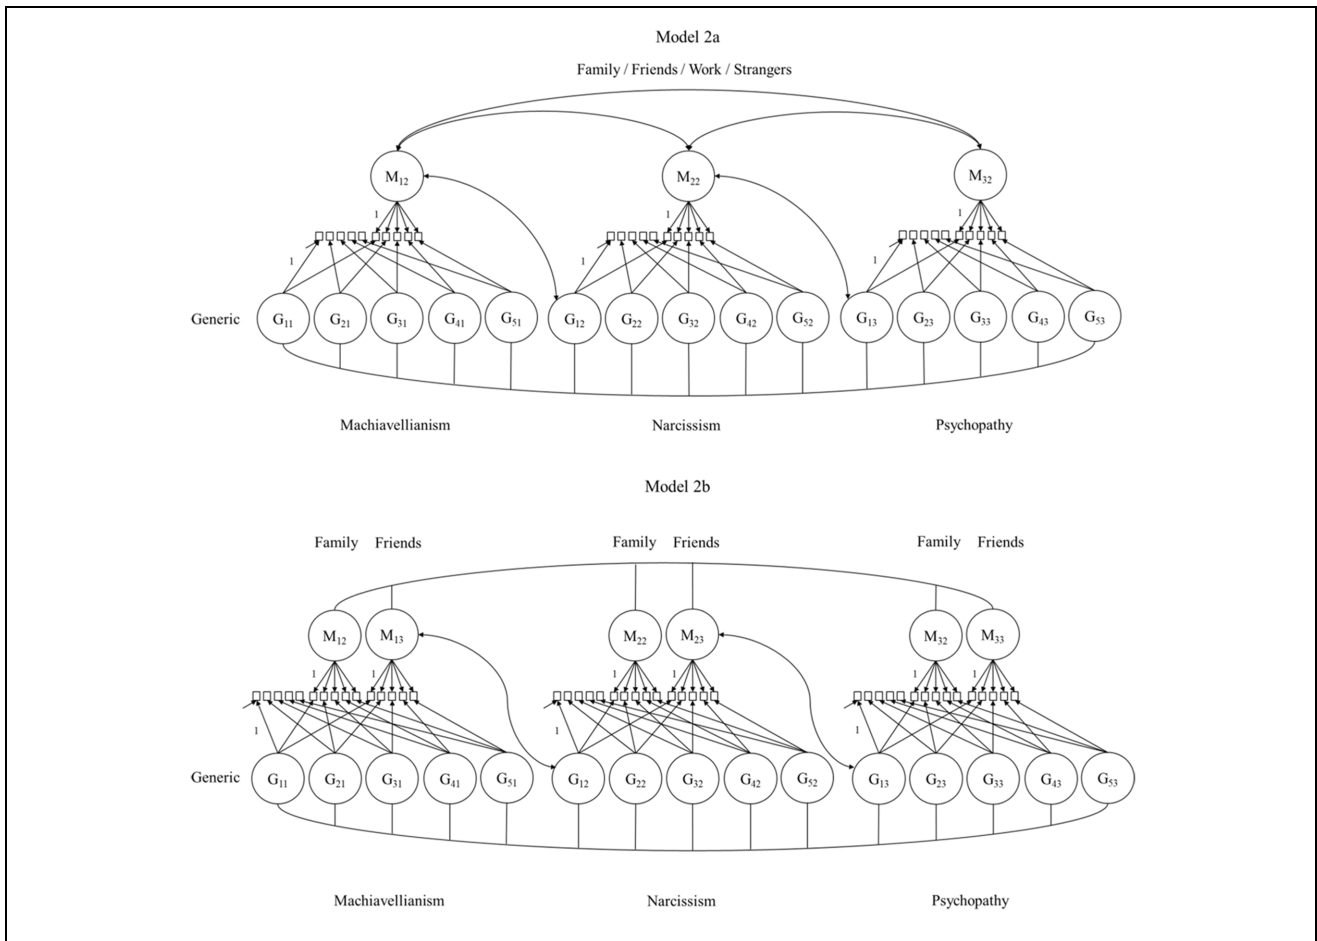 Model 2a
Family / Friends / Work / Strangers
M12 M22 M32
1 1 1
1 1 1
Generic G11 G21 G31 G41 G51 G12 G22 G32 G42 G52 G13 G23 G33 G43 G53
Machiavellianism Narcissism Psychopathy
Model 2b
Family Friends Family Friends Family Friends
M12 M13 M22 M23 M32 M33
1 1 1 1 1 1
1 1 1
Generic G11 G21 G31 G41 G51 G12 G22 G32 G42 G52 G13 G23 G33 G43 G53
Machiavellianism Narcissism Psychopathy